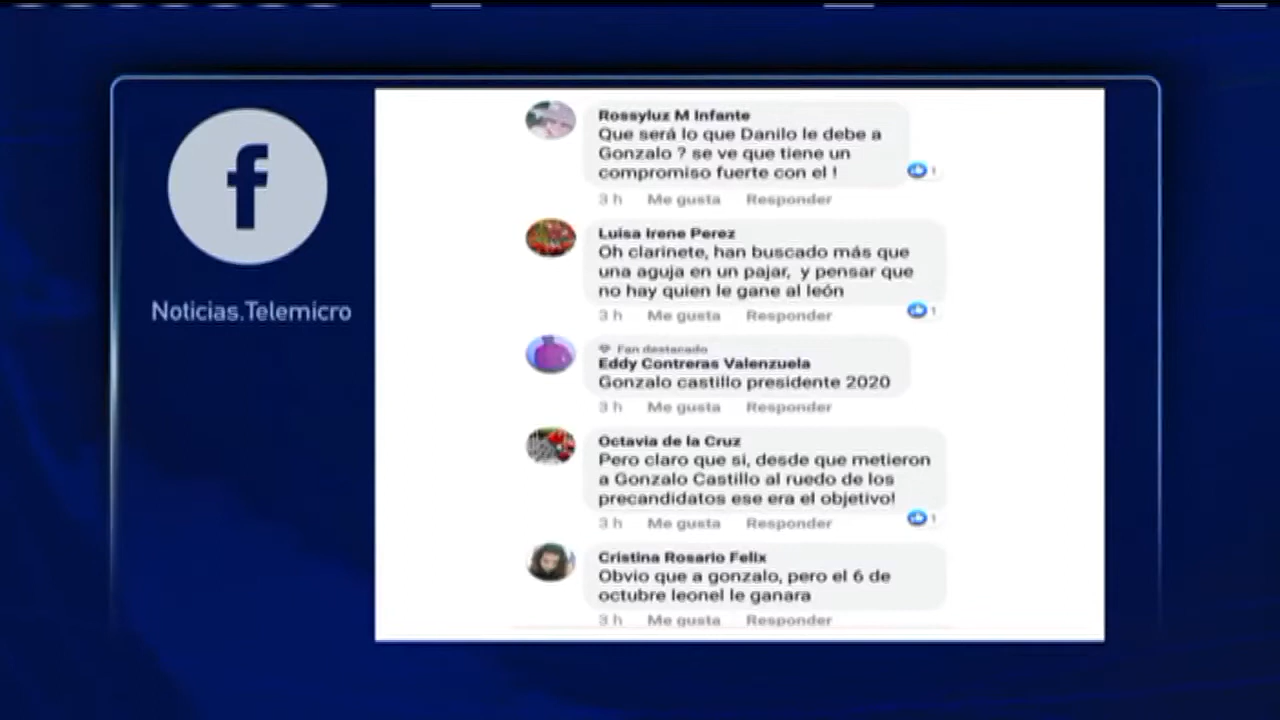 f
Noticias.Telemicro
Rossyluz M Infante
Que será lo que Danilo le debe a
Gonzalo ? se ve que tiene un
compromiso fuerte con el !
1
3 h Me gusta Responder
Luisa Irene Perez
Oh clarinete, han buscado más que
una aguja en un pajar, y pensar que
no hay quien le gane al león
1
3 h Me gusta Responder
Fan destacado
Eddy Contreras Valenzuela
Gonzalo castillo presidente 2020
3 h Me gusta Responder
Octavia de la Cruz
Pero claro que si, desde que metieron
a Gonzalo Castillo al ruedo de los
precandidatos ese era el objetivo!
1
3 h Me gusta Responder
Cristina Rosario Felix
Obvio que a gonzalo, pero el 6 de
octubre leonel le ganara
3 h Me gusta Responder